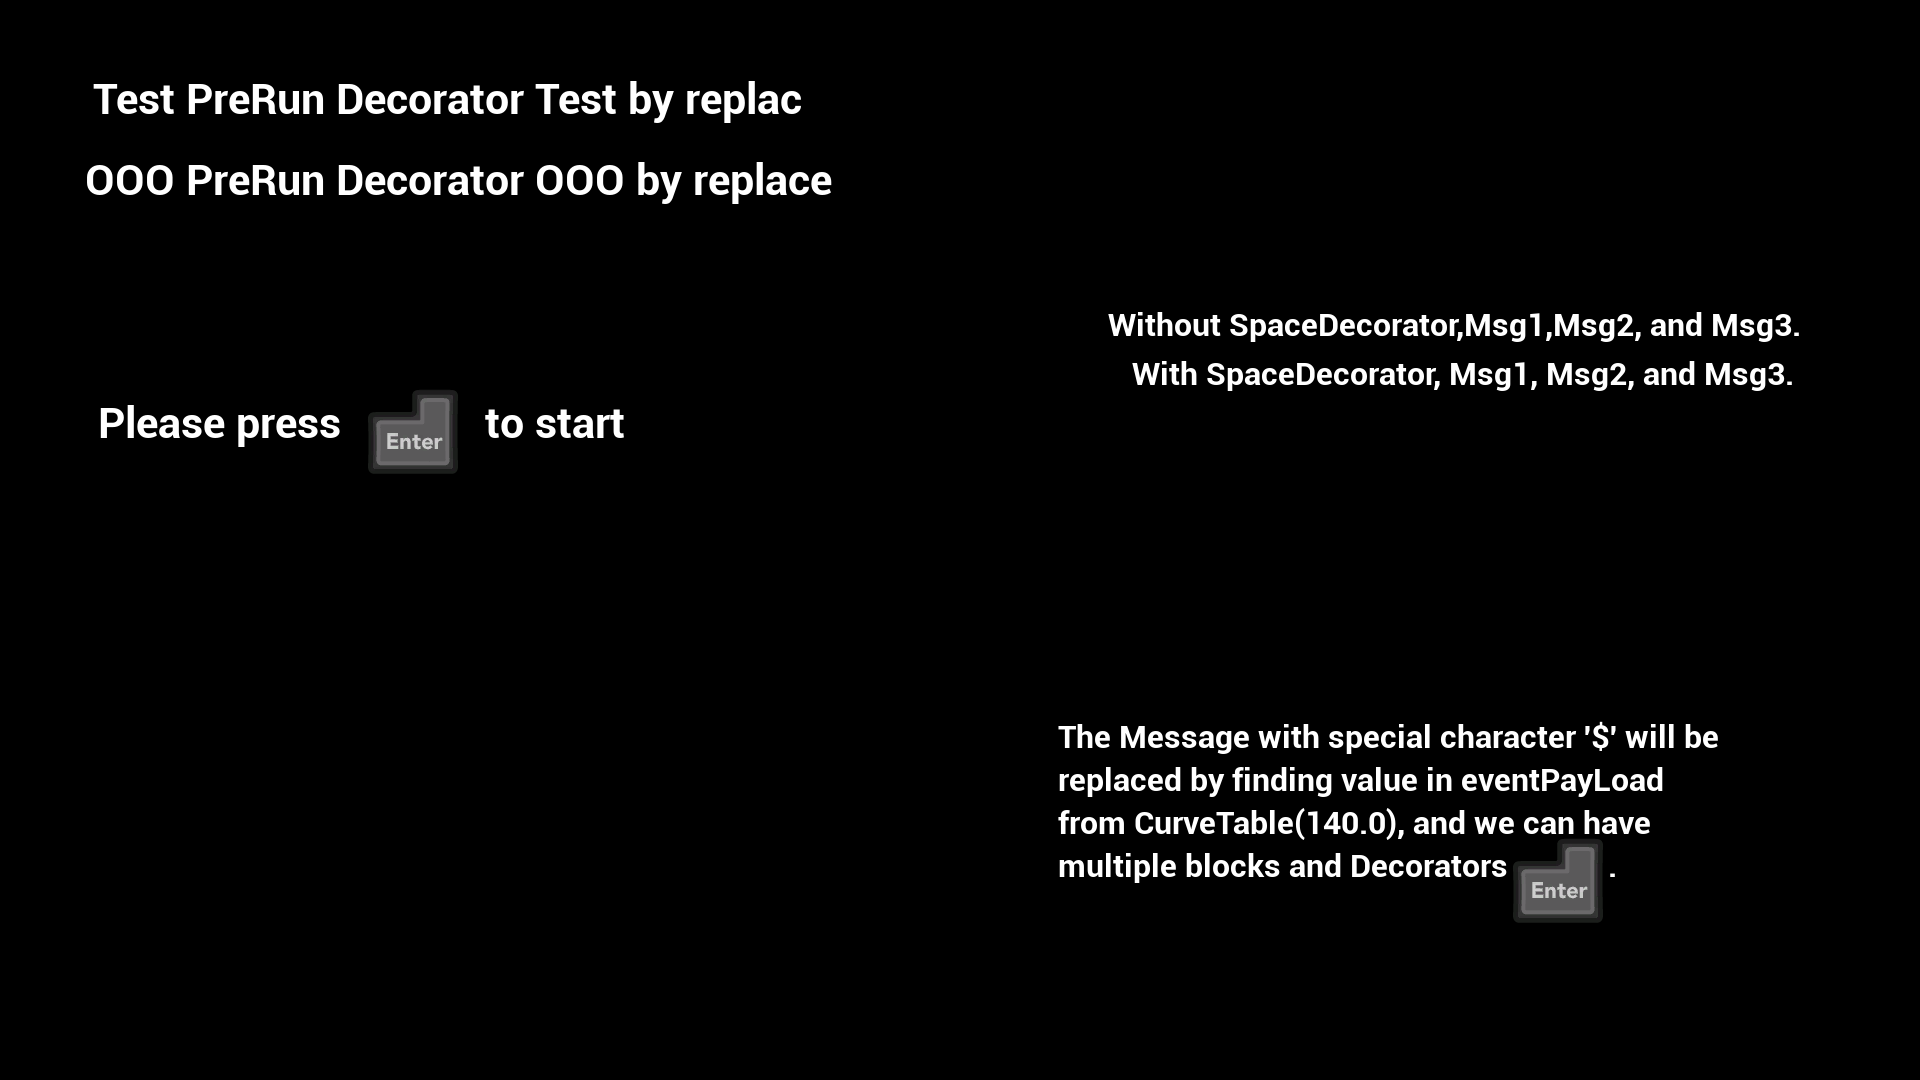 Test PreRun Decorator Test by replac
OOO PreRun Decorator OOO by replace
Without SpaceDecorator,Msg1,Msg2, and Msg3.
With SpaceDecorator, Msg1, Msg2, and Msg3.
Please press Enter to start
The Message with special character '$' will be
replaced by finding value in eventPayLoad
from CurveTable(140.0), and we can have
multiple blocks and Decorators Enter .